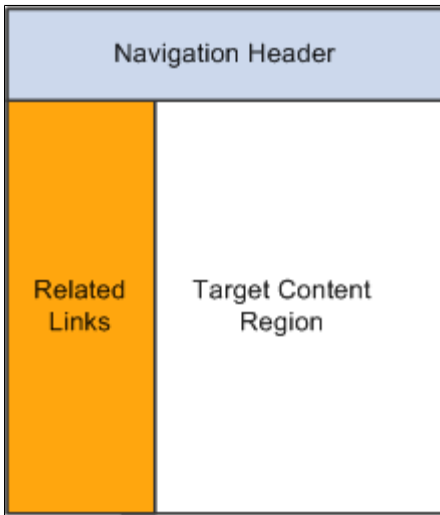 Navigation Header
Related
Links
Target Content
Region